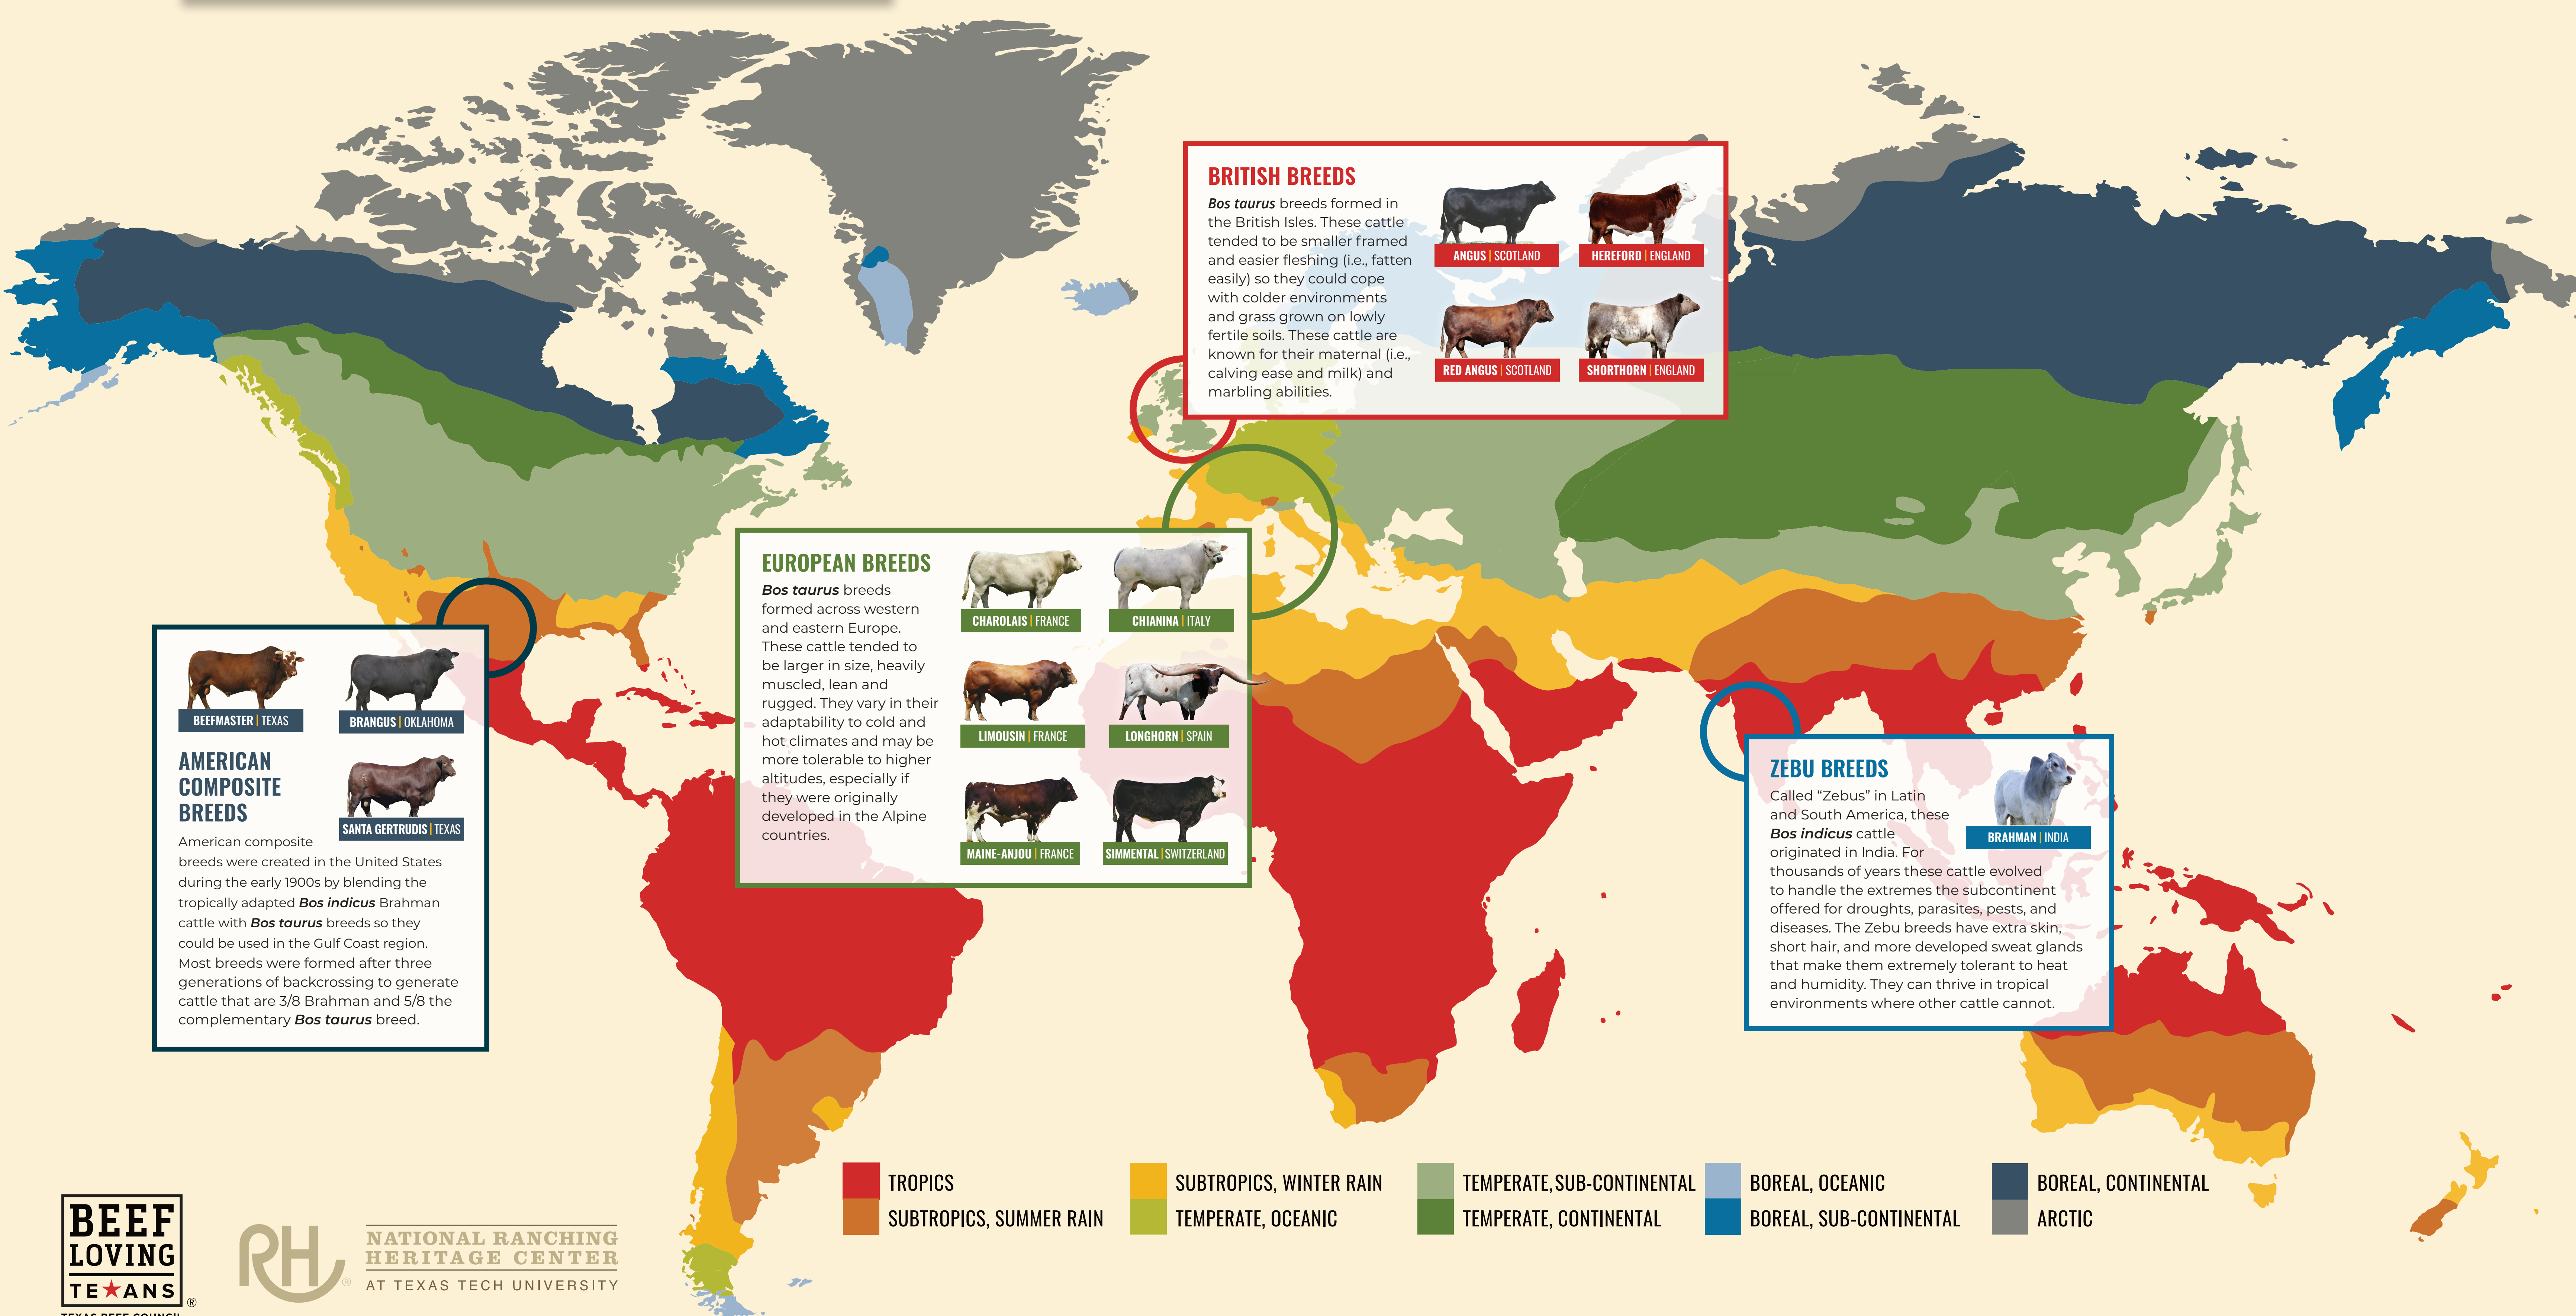 BRITISH BREEDS
Bos taurus breeds formed in
the British Isles. These cattle
tended to be smaller framed
and easier fleshing (i.e., fatten
easily) so they could cope
with colder environments
and grass grown on lowly
fertile soils. These cattle are
known for their maternal (i.e.,
calving ease and milk) and
marbling abilities.
ANGUS | SCOTLAND
HEREFORD | ENGLAND
RED ANGUS | SCOTLAND
SHORTHORN | ENGLAND
EUROPEAN BREEDS
Bos taurus breeds
formed across western
and eastern Europe.
These cattle tended to
be larger in size, heavily
muscled, lean and
rugged. They vary in their
adaptability to cold and
hot climates and may be
more tolerable to higher
altitudes, especially if
they were originally
developed in the Alpine
countries.
CHAROLAIS | FRANCE
CHIANINA | ITALY
LIMOUSIN | FRANCE
LONGHORN | SPAIN
MAINE-ANJOU | FRANCE
SIMMENTAL | SWITZERLAND
BEEFMASTER | TEXAS
BRANGUS | OKLAHOMA
SANTA GERTRUDIS | TEXAS
AMERICAN
COMPOSITE
BREEDS
American composite
breeds were created in the United States
during the early 1900s by blending the
tropically adapted Bos indicus Brahman
cattle with Bos taurus breeds so they
could be used in the Gulf Coast region.
Most breeds were formed after three
generations of backcrossing to generate
cattle that are 3/8 Brahman and 5/8 the
complementary Bos taurus breed.
ZEBU BREEDS
Called “Zebus” in Latin
and South America, these
Bos indicus cattle
originated in India. For
thousands of years these cattle evolved
to handle the extremes the subcontinent
offered for droughts, parasites, pests, and
diseases. The Zebu breeds have extra skin,
short hair, and more developed sweat glands
that make them extremely tolerant to heat
and humidity. They can thrive in tropical
environments where other cattle cannot.
BRAHMAN | INDIA
TROPICS
SUBTROPICS, SUMMER RAIN
SUBTROPICS, WINTER RAIN
TEMPERATE, OCEANIC
TEMPERATE, SUB-CONTINENTAL
TEMPERATE, CONTINENTAL
BOREAL, OCEANIC
BOREAL, SUB-CONTINENTAL
BOREAL, CONTINENTAL
ARCTIC
BEEF
LOVING
TE★ANS ®
TEXAS BEEF COUNCIL
RH ®
NATIONAL RANCHING
HERITAGE CENTER
AT TEXAS TECH UNIVERSITY